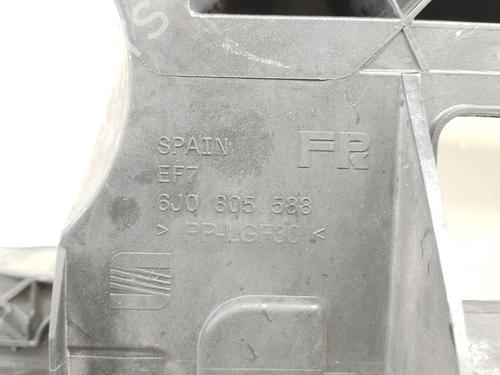 SPAIN
FR
EF7
6J0 805 588
> PP-LGF30 <